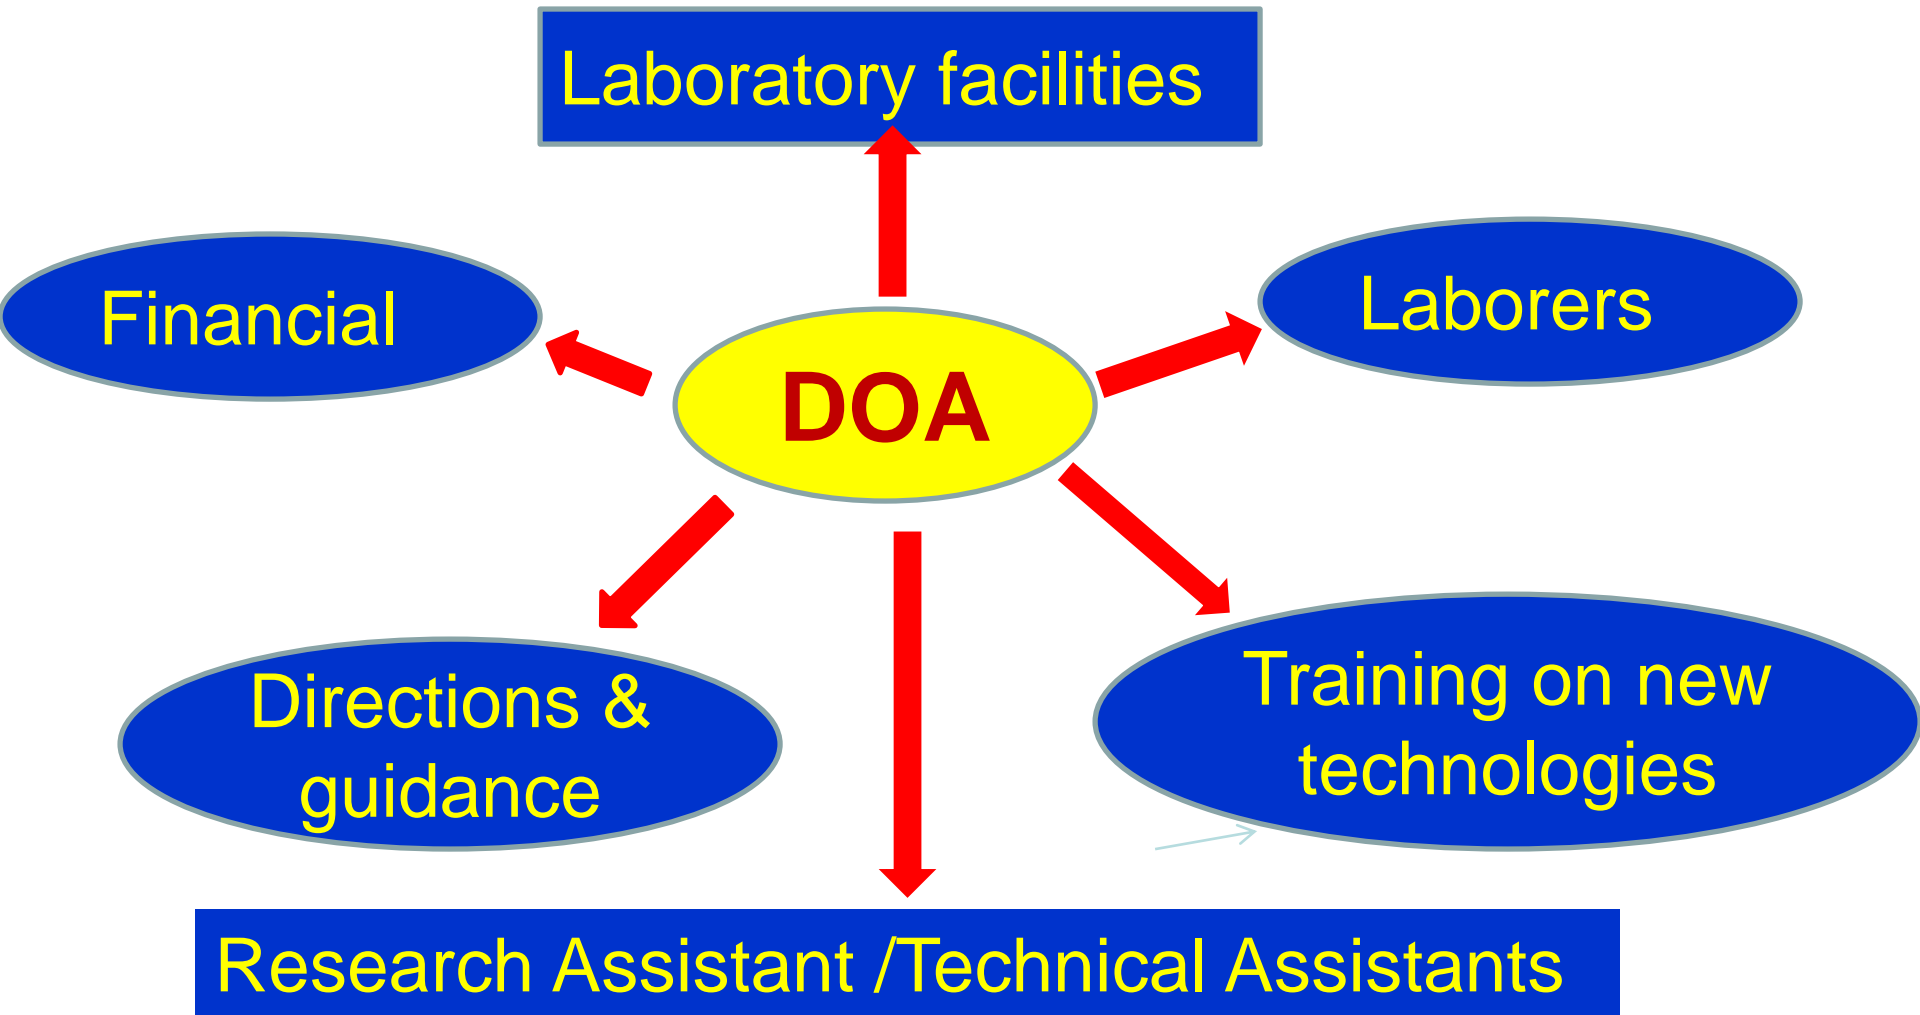 Laboratory facilities
Financial
Laborers
DOA
Directions &
guidance
Training on new
technologies
Research Assistant /Technical Assistants